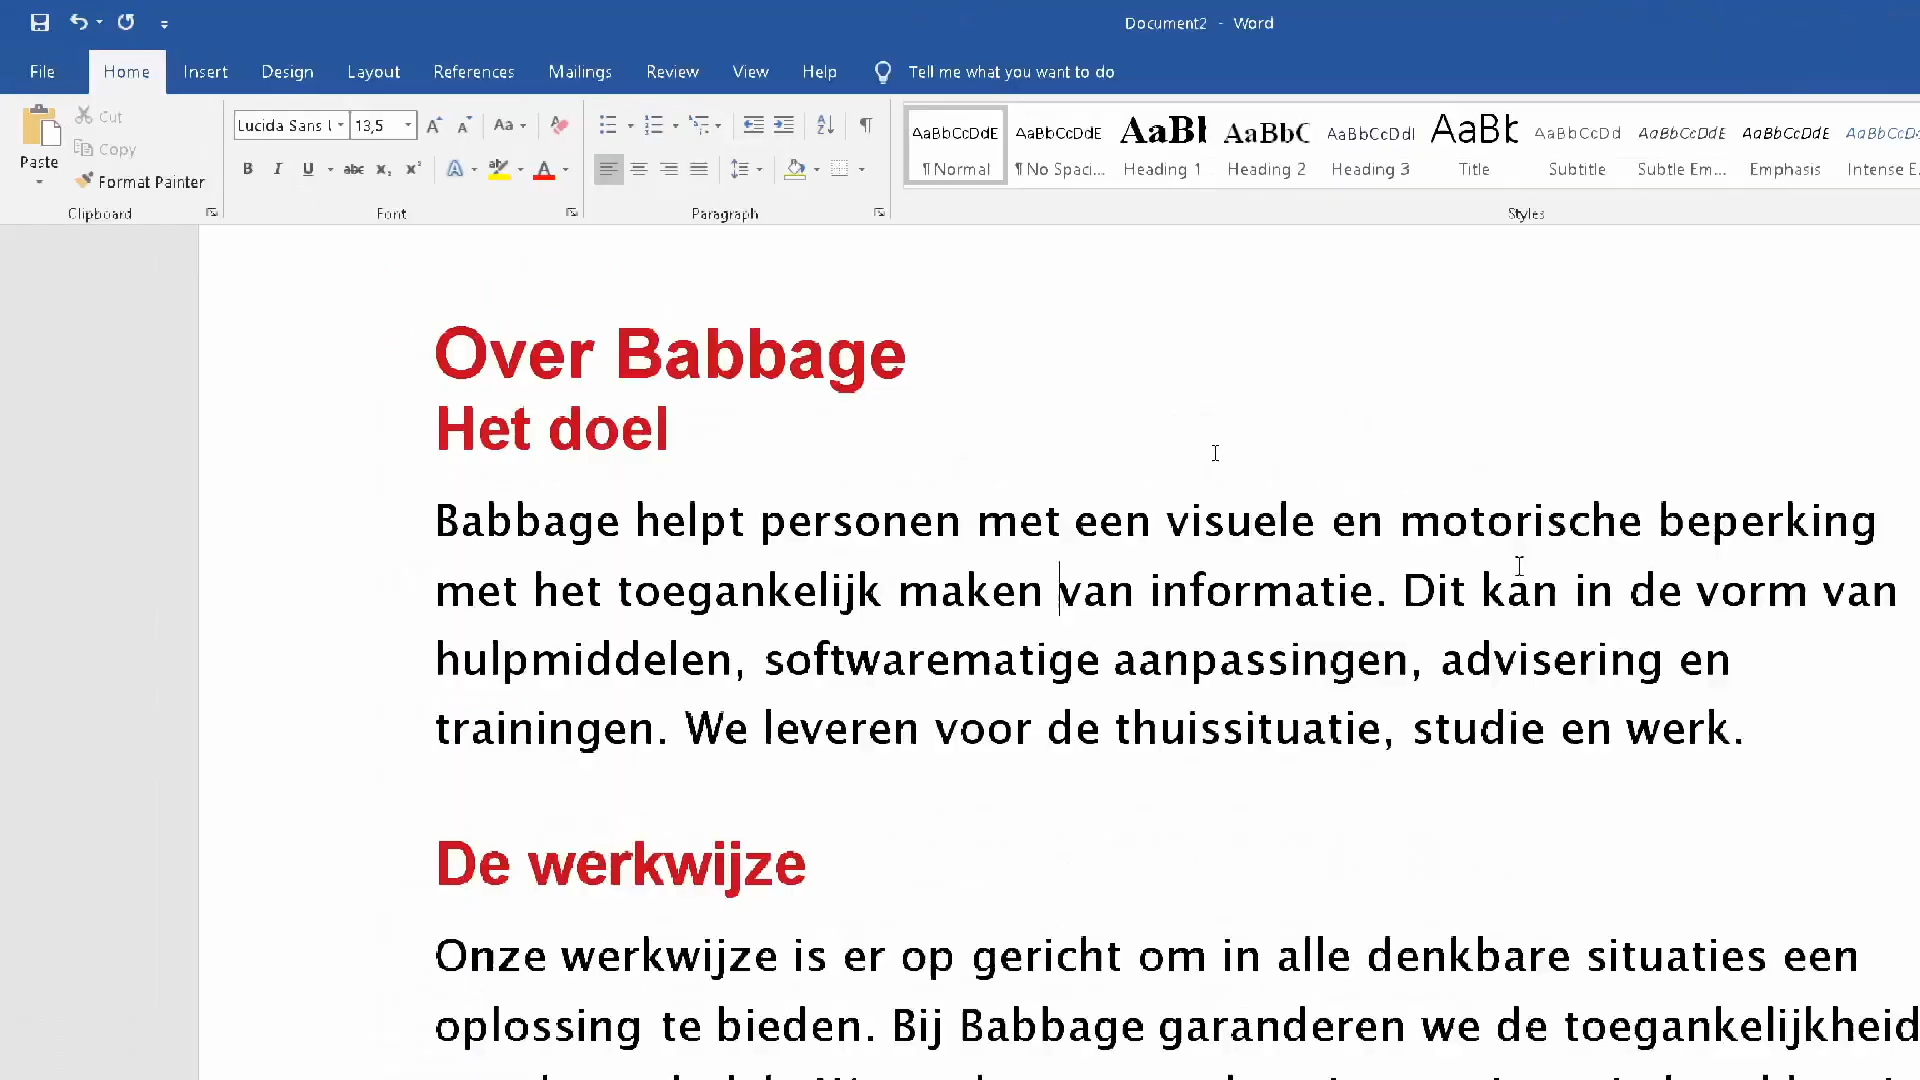 Document2 - Word
File Home Insert Design Layout References Mailings Review View Help Tell me what you want to do
Paste
Cut
Copy
Format Painter
Clipboard
Lucida Sans 13,5
Font
Paragraph
AaBbCcDdE AaBbCcDdE AaBl AaBbC AaBbCcDdI AaBb AaBbCcDd AaBbCcDdE AaBbCcDdE AaBbCcD
¶ Normal ¶ No Spaci... Heading 1 Heading 2 Heading 3 Title Subtitle Subtle Em... Emphasis Intense E.
Styles
Over Babbage
Het doel
Babbage helpt personen met een visuele en motorische beperking
met het toegankelijk maken van informatie. Dit kan in de vorm van
hulpmiddelen, softwarematige aanpassingen, advisering en
trainingen. We leveren voor de thuissituatie, studie en werk.
De werkwijze
Onze werkwijze is er op gericht om in alle denkbare situaties een
oplossing te bieden. Bij Babbage garanderen we de toegankelijkheid